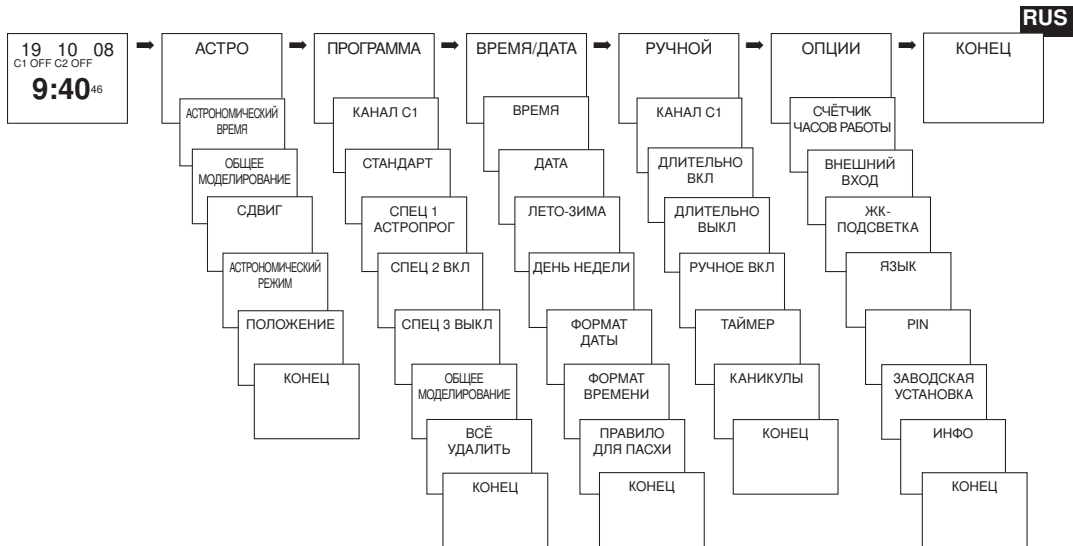 RUS
19 10 08
C1 OFF C2 OFF
9:40 46
АСТРО
АСТРОНОМИЧЕСКИЙ
ВРЕМЯ
ОБЩЕЕ
МОДЕЛИРОВАНИЕ
СДВИГ
АСТРОНОМИЧЕСКИЙ
РЕЖИМ
ПОЛОЖЕНИЕ
КОНЕЦ
ПРОГРАММА
КАНАЛ С1
СТАНДАРТ
СПЕЦ 1
АСТРОПРОГ
СПЕЦ 2 ВКЛ
СПЕЦ 3 ВЫКЛ
ОБЩЕЕ
МОДЕЛИРОВАНИЕ
ВСЁ
УДАЛИТЬ
КОНЕЦ
ВРЕМЯ/ДАТА
ВРЕМЯ
ДАТА
ЛЕТО-ЗИМА
ДЕНЬ НЕДЕЛИ
ФОРМАТ
ДАТЫ
ФОРМАТ
ВРЕМЕНИ
ПРАВИЛО
ДЛЯ ПАСХИ
КОНЕЦ
РУЧНОЙ
КАНАЛ С1
ДЛИТЕЛЬНО
ВКЛ
ДЛИТЕЛЬНО
ВЫКЛ
РУЧНОЕ ВКЛ
ТАЙМЕР
КАНИКУЛЫ
КОНЕЦ
ОПЦИИ
СЧЁТЧИК
ЧАСОВ РАБОТЫ
ВНЕШНИЙ
ВХОД
ЖК-
ПОДСВЕТКА
ЯЗЫК
PIN
ЗАВОДСКАЯ
УСТАНОВКА
ИНФО
КОНЕЦ
КОНЕЦ